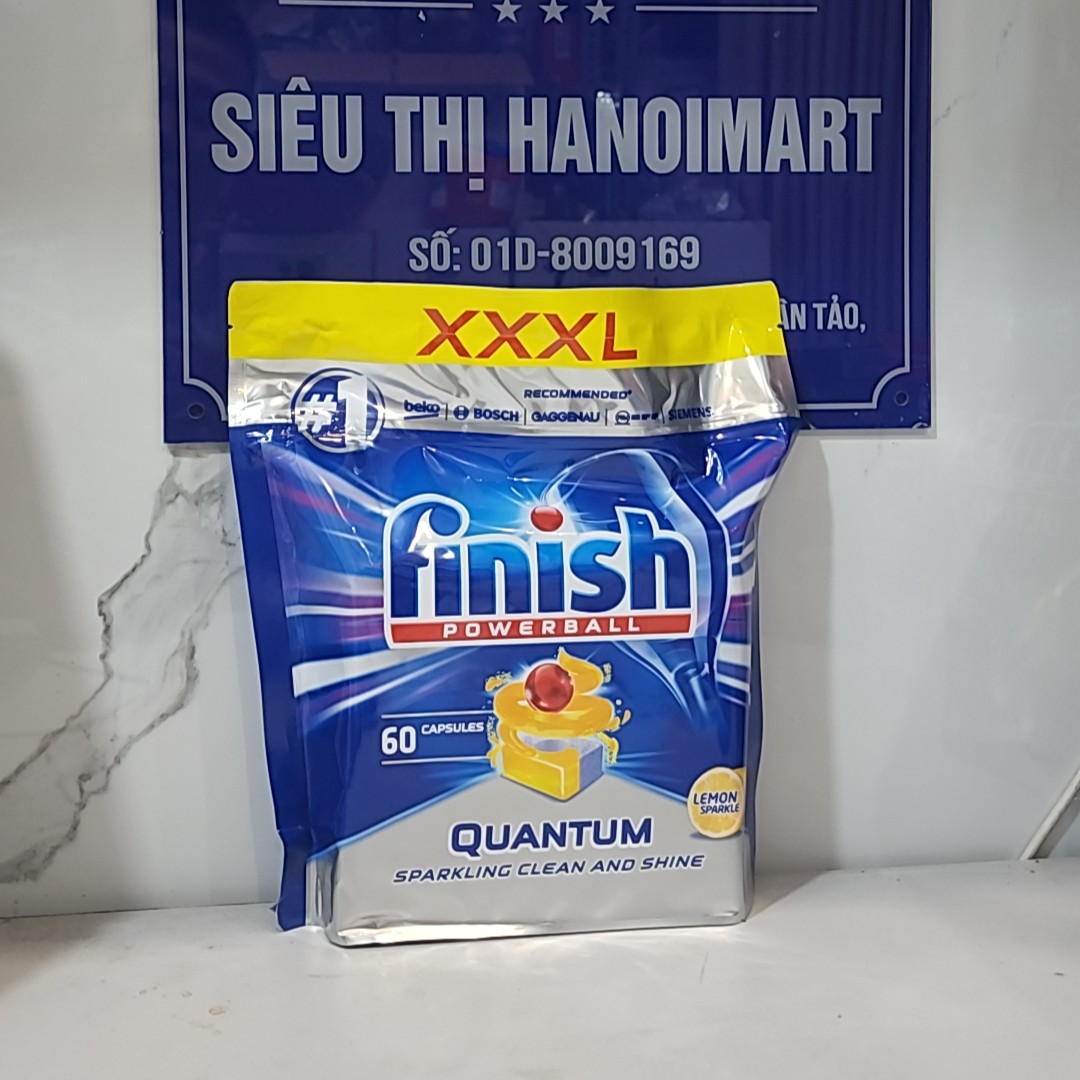 SIÊU THỊ HANOIMART
SỐ: 01D-8009169
ÂN TẢO,
XXXL
#1
RECOMMENDED*
beko | BOSCH | GAGGENAU | SIEMENS
finish
POWERBALL
60 CAPSULES
LEMON
SPARKLE
QUANTUM
SPARKLING CLEAN AND SHINE